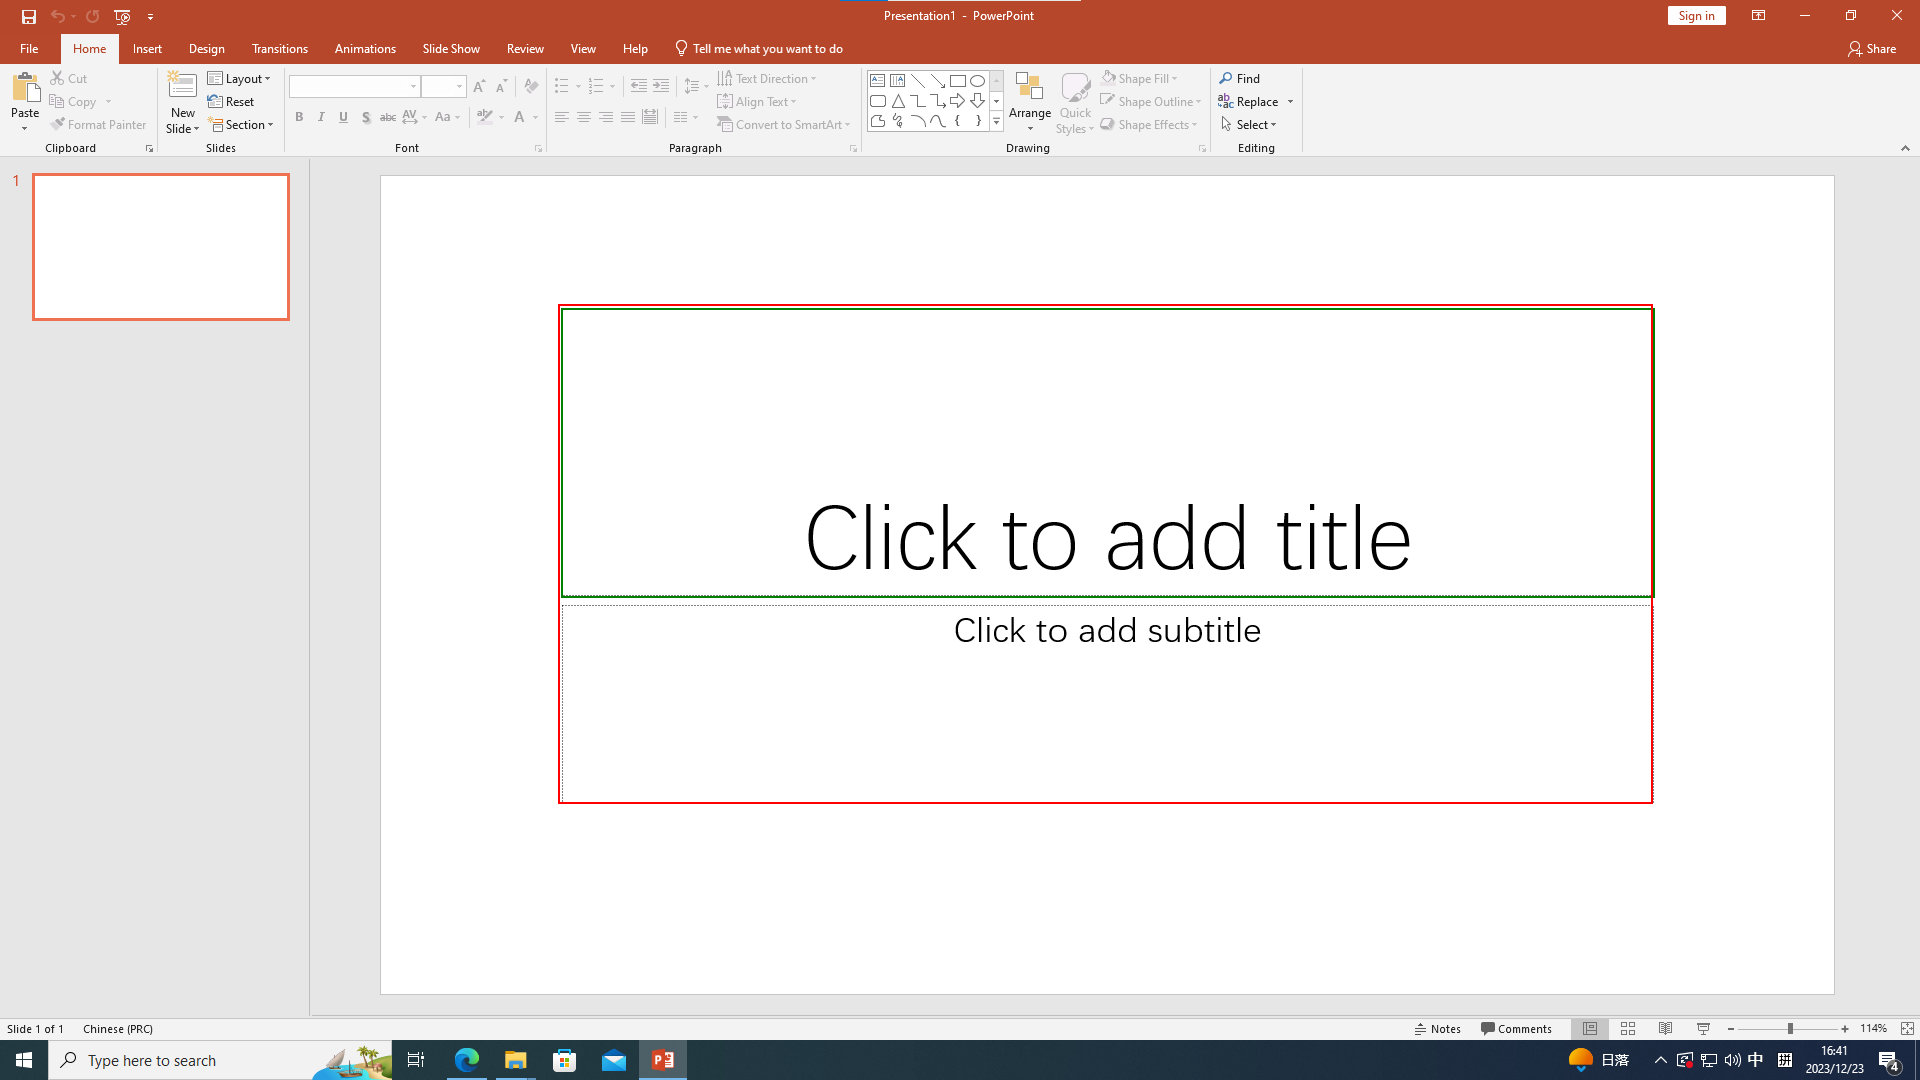 Presentation1 - PowerPoint
Sign in
File Home Insert Design Transitions Animations Slide Show Review View Help Tell me what you want to do Share
Paste
Cut
Copy
Format Painter
Clipboard
New Slide
Layout
Reset
Section
Slides
B I U S abc AV Aa A
Font
Text Direction
Align Text
Convert to SmartArt
Paragraph
Arrange
Quick Styles
Shape Fill
Shape Outline
Shape Effects
Drawing
Find
Replace
Select
Editing
1
Click to add title
Click to add subtitle
Slide 1 of 1 Chinese (PRC) Notes Comments 114%
Type here to search
日落
中
拼
16:41
2023/12/23
4